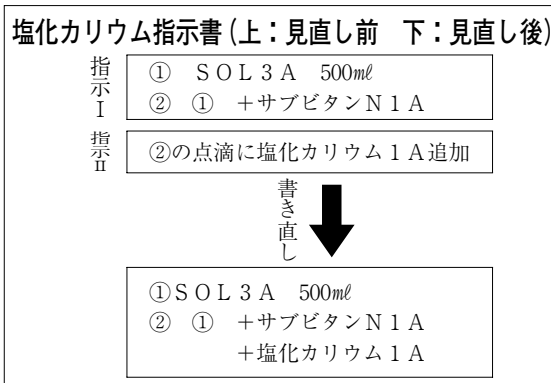 塩化カリウム指示書(上：見直し前　下：見直し後)
指示Ⅰ
①　ＳＯＬ３Ａ　500㎖
②　①　＋サブビタンＮ１Ａ
指示Ⅱ
②の点滴に塩化カリウム１Ａ追加
書き直し
①ＳＯＬ３Ａ　500㎖
②　①　＋サブビタンＮ１Ａ
＋塩化カリウム１Ａ